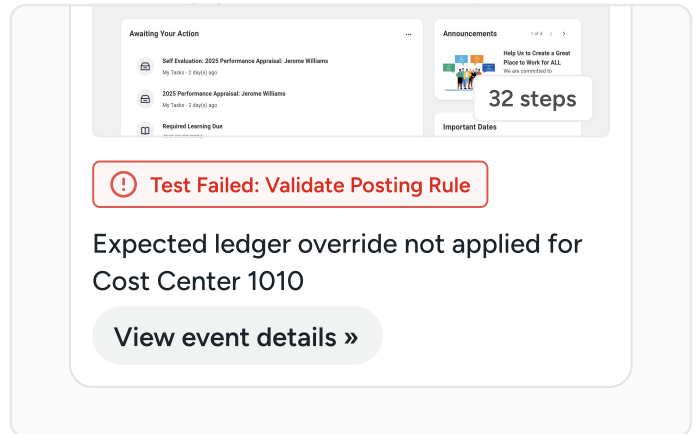 Awaiting Your Action
...
Self Evaluation: 2025 Performance Appraisal: Jerome Williams
My Tasks - 2 day(s) ago
2025 Performance Appraisal: Jerome Williams
My Tasks - 2 day(s) ago
Required Learning Due
Announcements
1 of 4 ‹ ›
Help Us to Create a Great
Place to Work for ALL
We are committed to
32 steps
Important Dates
Test Failed: Validate Posting Rule
Expected ledger override not applied for
Cost Center 1010
View event details »